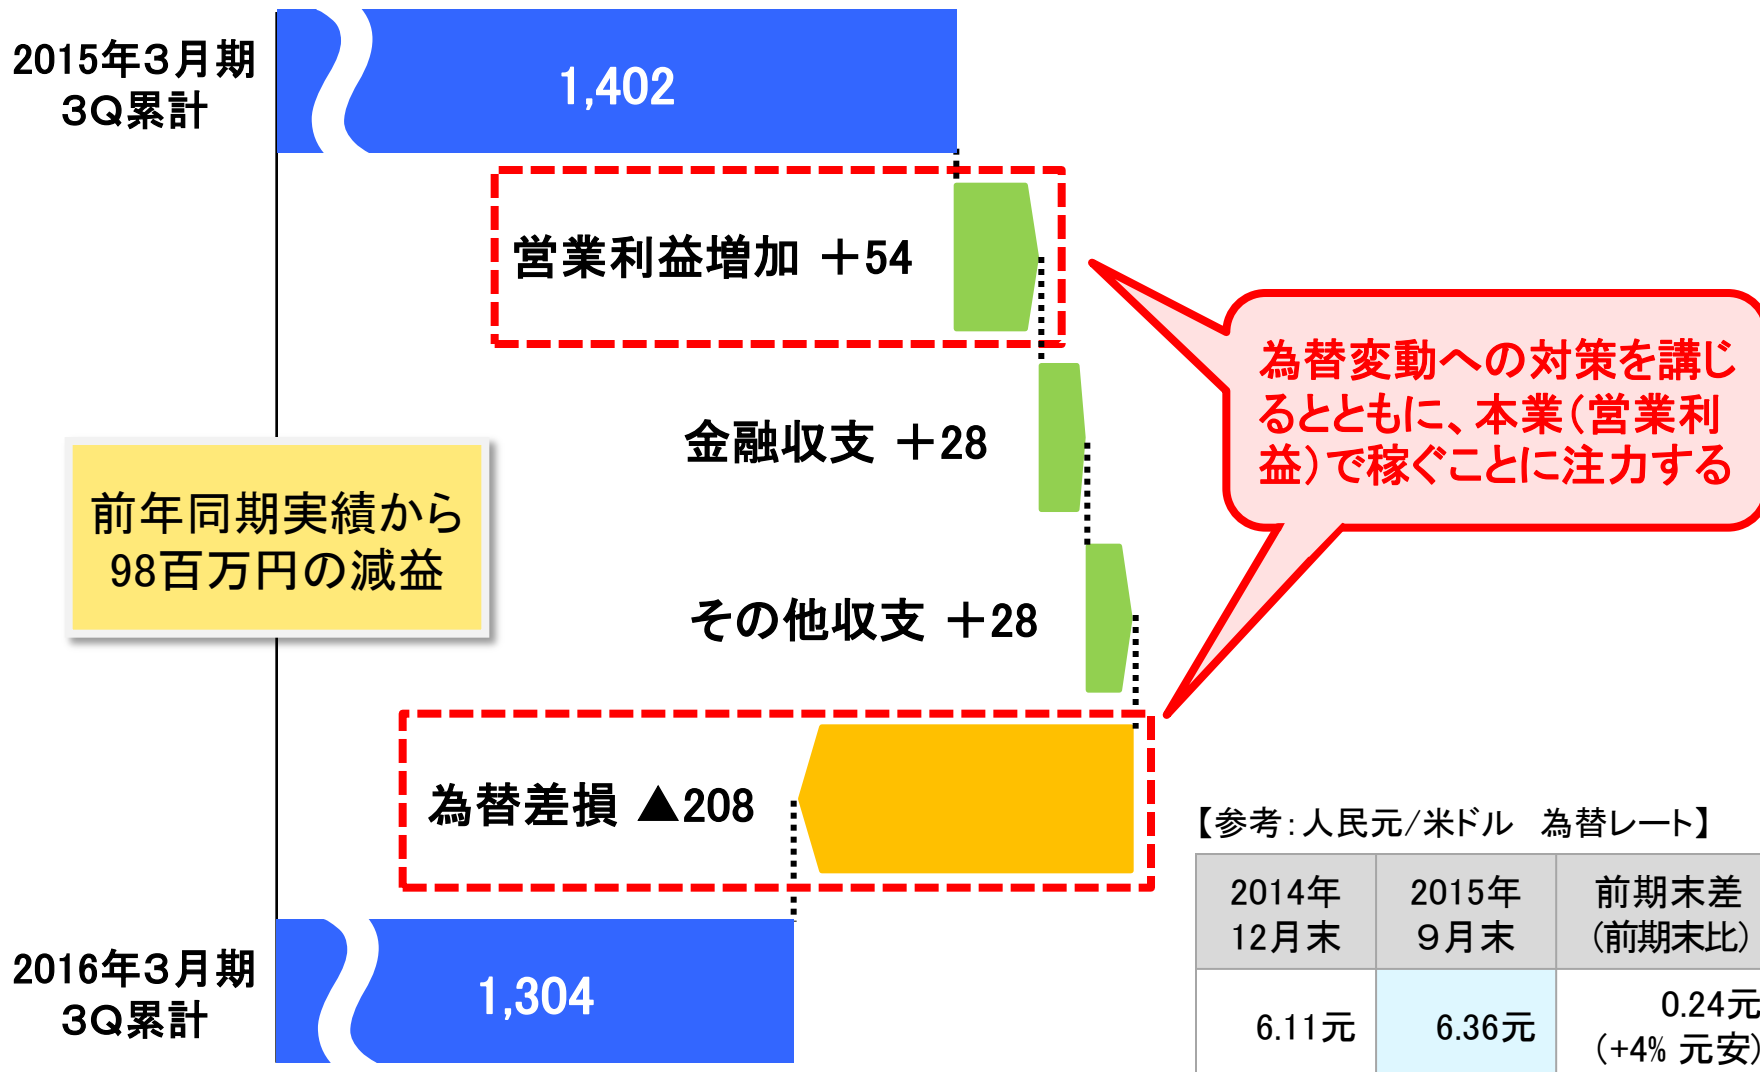 2015年３月期
３Q累計
1,402
営業利益増加 ＋54
金融収支 ＋28
その他収支 ＋28
為替差損 ▲208
2016年３月期
３Q累計
1,304
前年同期実績から
98百万円の減益
為替変動への対策を講じ
るとともに、本業（営業利
益）で稼ぐことに注力する
【参考：人民元/米ドル　為替レート】
2014年
12月末
2015年
９月末
前期末差
（前期末比）
6.11元
6.36元
0.24元
（+4% 元安）